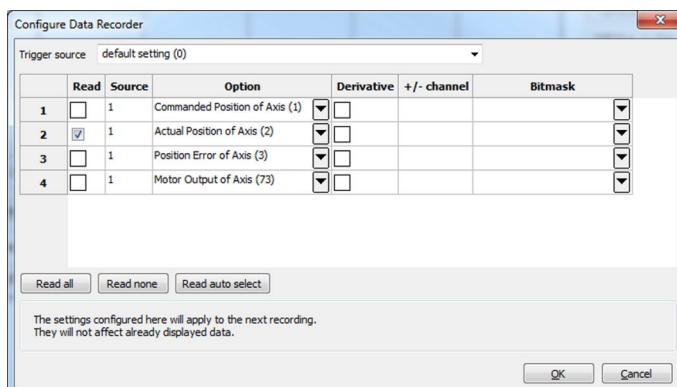 Configure Data Recorder
Trigger source default setting (0)
Read Source Option Derivative +/- channel Bitmask
1 1 Commanded Position of Axis (1)
2 1 Actual Position of Axis (2)
3 1 Position Error of Axis (3)
4 1 Motor Output of Axis (73)
Read all Read none Read auto select
The settings configured here will apply to the next recording.
They will not affect already displayed data.
OK Cancel